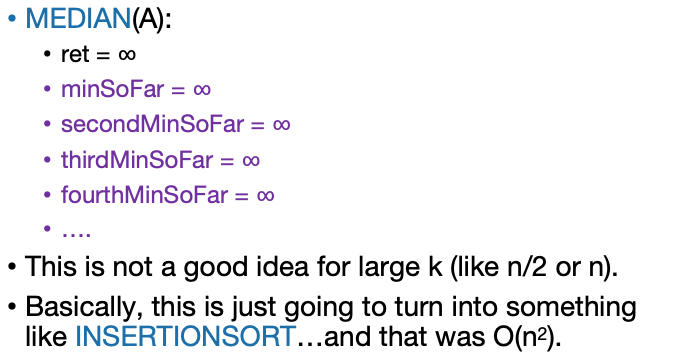 • MEDIAN(A):
• ret = ∞
• minSoFar = ∞
• secondMinSoFar = ∞
• thirdMinSoFar = ∞
• fourthMinSoFar = ∞
• ….
• This is not a good idea for large k (like n/2 or n).
• Basically, this is just going to turn into something
like INSERTIONSORT…and that was O(n²).